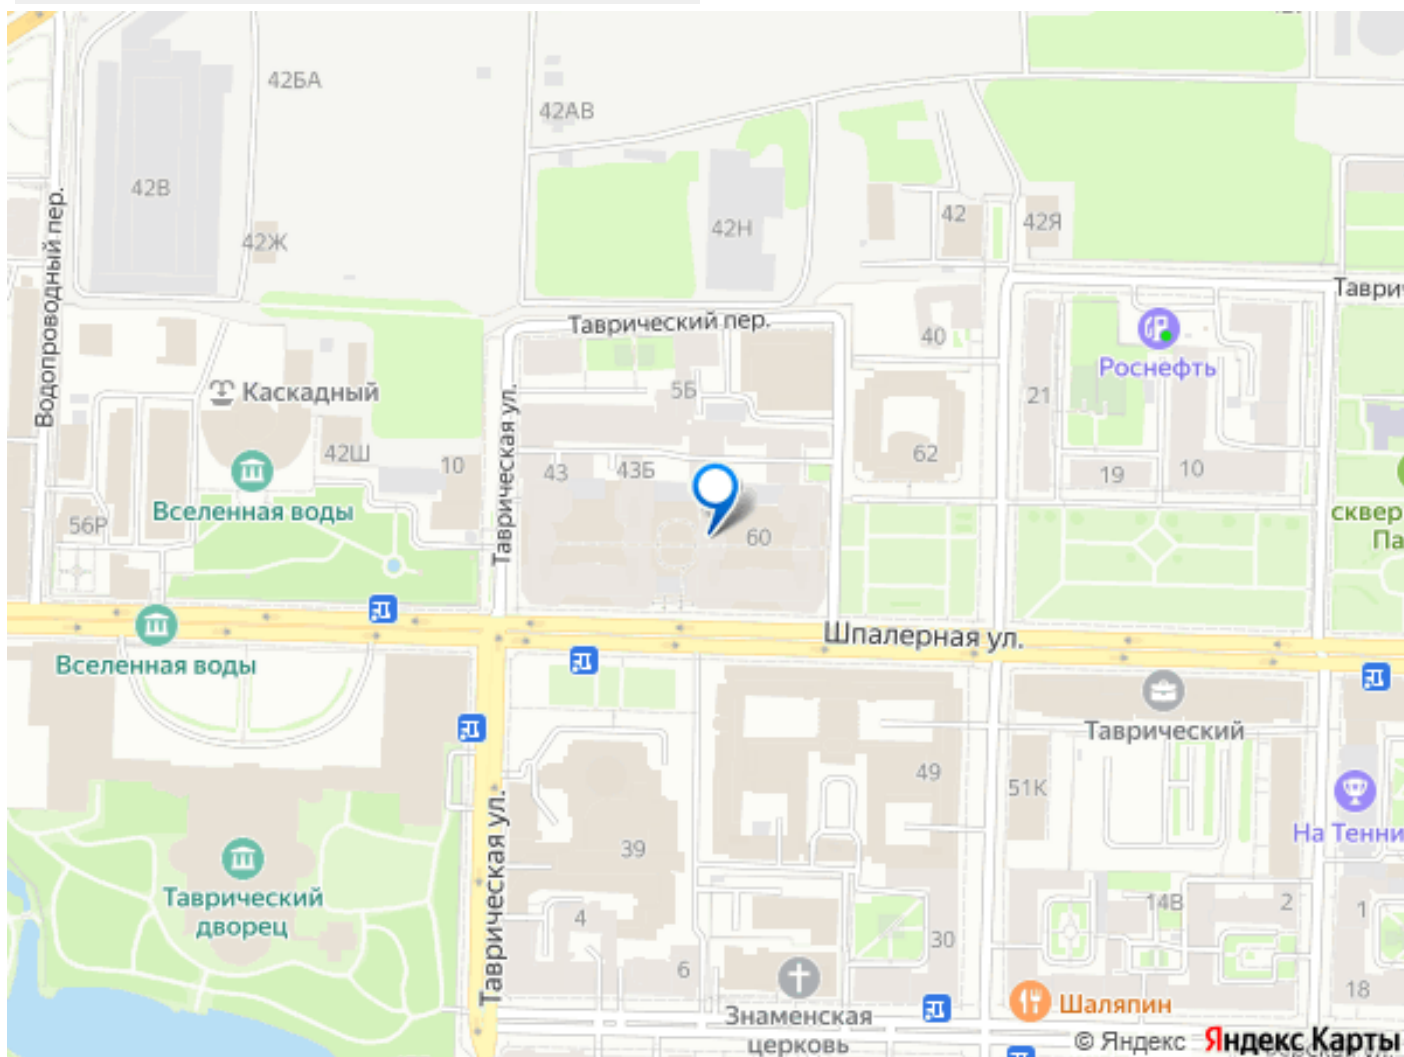 42БА
42АВ
42В
42Н
42
42Я
42Ж
Водопроводный пер.
Таври
Таврический пер.
40
Роснефть
Каскадный
5Б
21
Таврическая ул.
42Ш
10
43
43Б
62
19
10
Вселенная воды
56Р
60
сквер
Па
Вселенная воды
Шпалерная ул.
Таврический
49
51К
Таврическая ул.
39
На Тенни
Таврический
дворец
4
14В
2
1
30
6
18
Знаменская
церковь
Шаляпин
© Яндекс Яндекс Карты